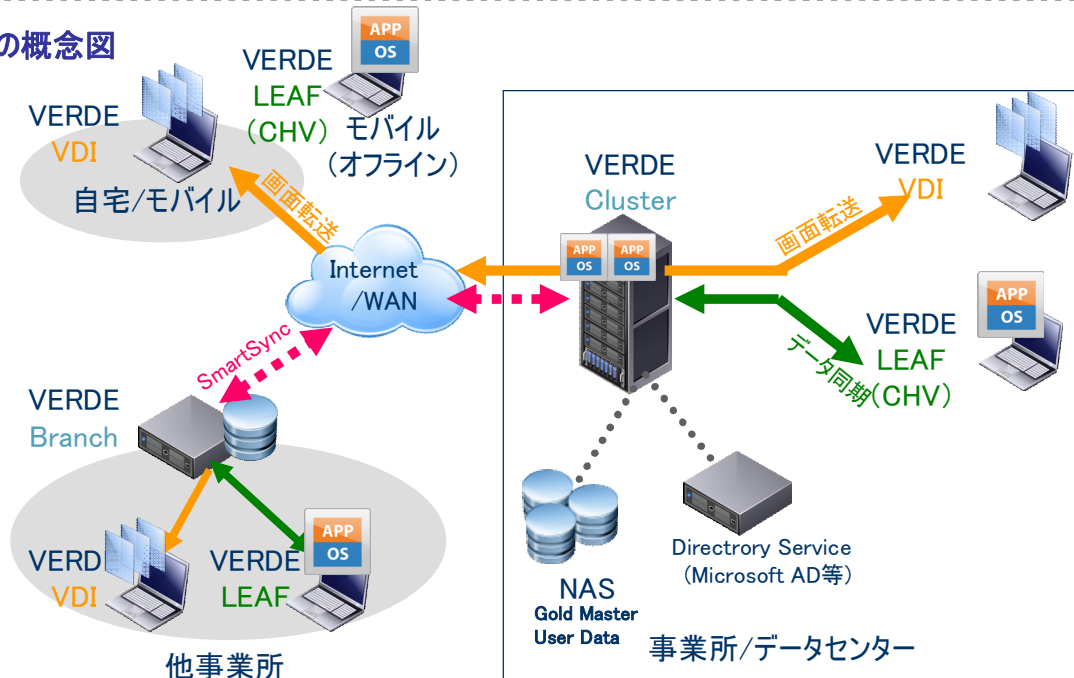 の概念図
APP
OS
VERDE
LEAF
(CHV)
モバイル
(オフライン)
VERDE
VDI
自宅/モバイル
画面転送
Internet
/WAN
SmartSync
VERDE
Branch
VERD
VDI
VERDE
LEAF
APP
OS
他事業所
VERDE
Cluster
APP
OS
APP
OS
画面転送
VERDE
VDI
データ同期
VERDE
LEAF
(CHV)
APP
OS
NAS
Gold Master
User Data
Directrory Service
(Microsoft AD等)
事業所/データセンター